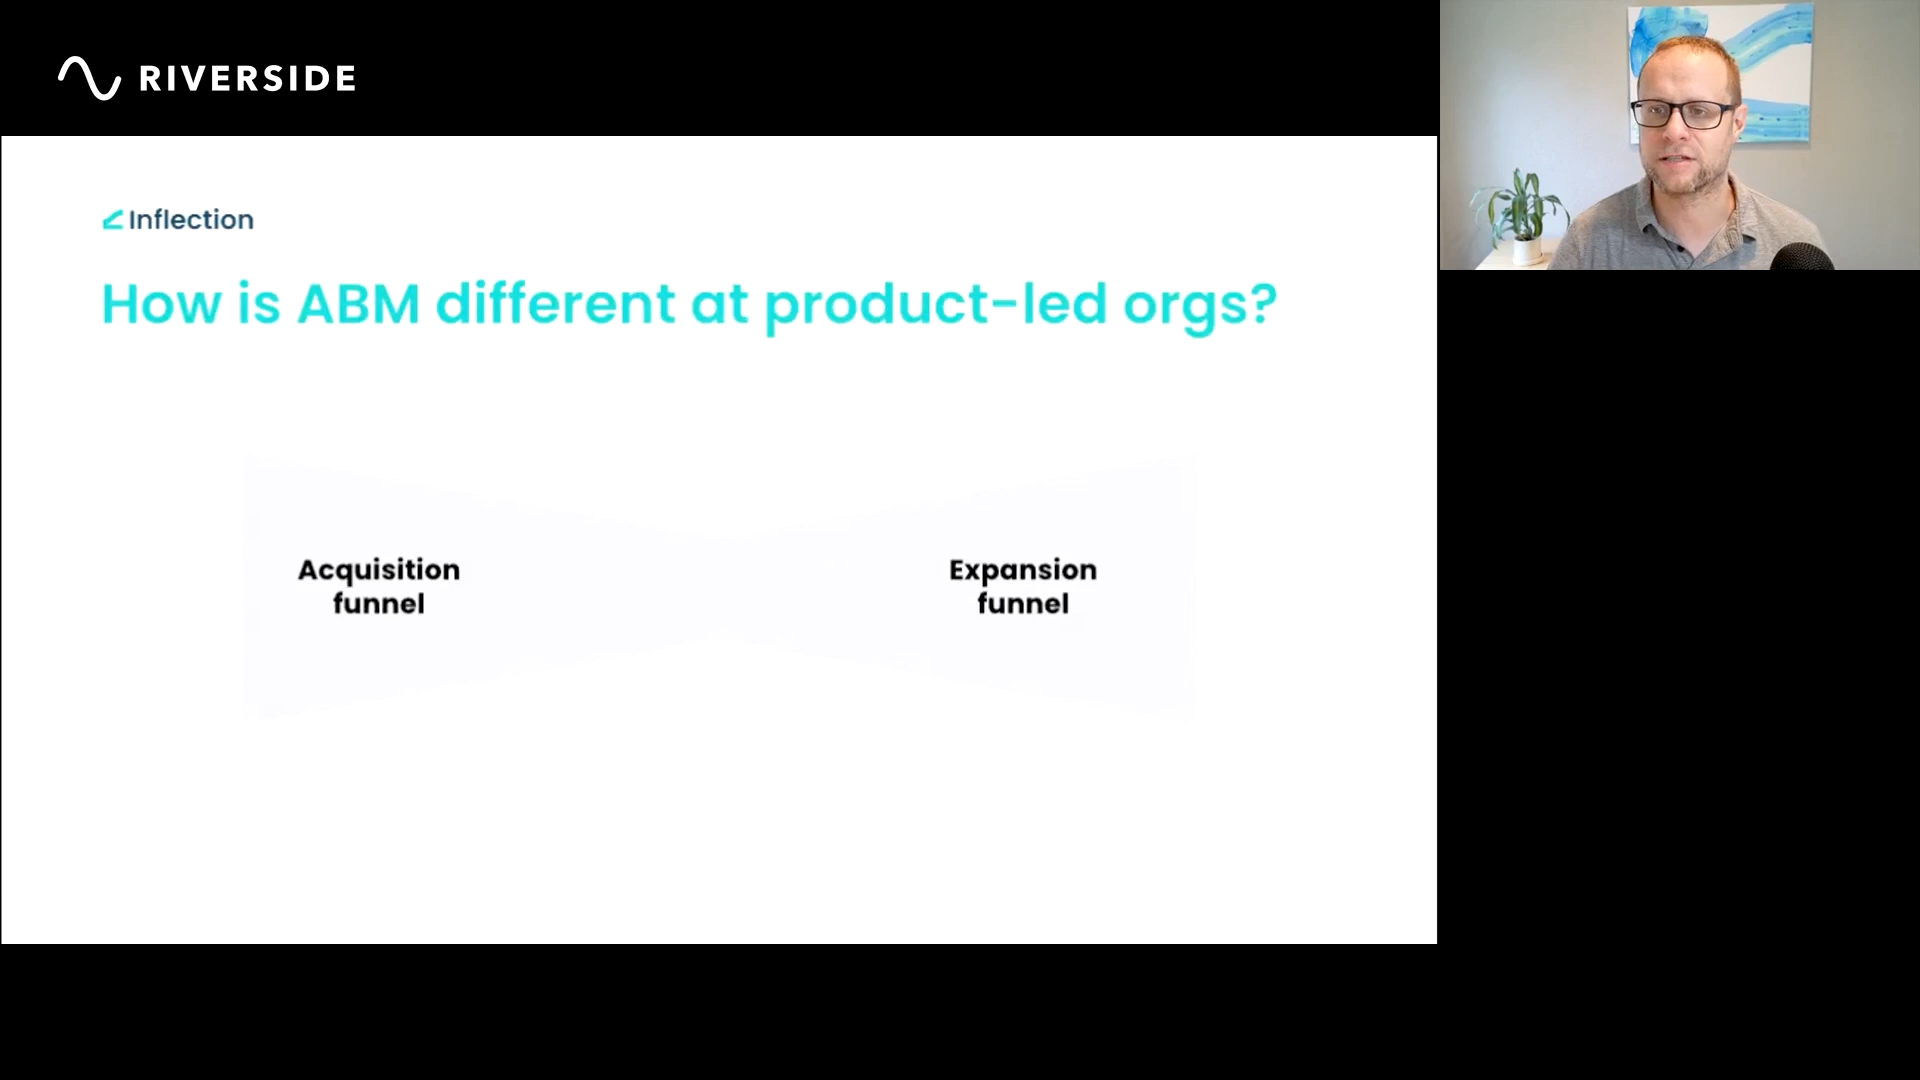 RIVERSIDE
Inflection
How is ABM different at product-led orgs?
Acquisition
funnel
Expansion
funnel